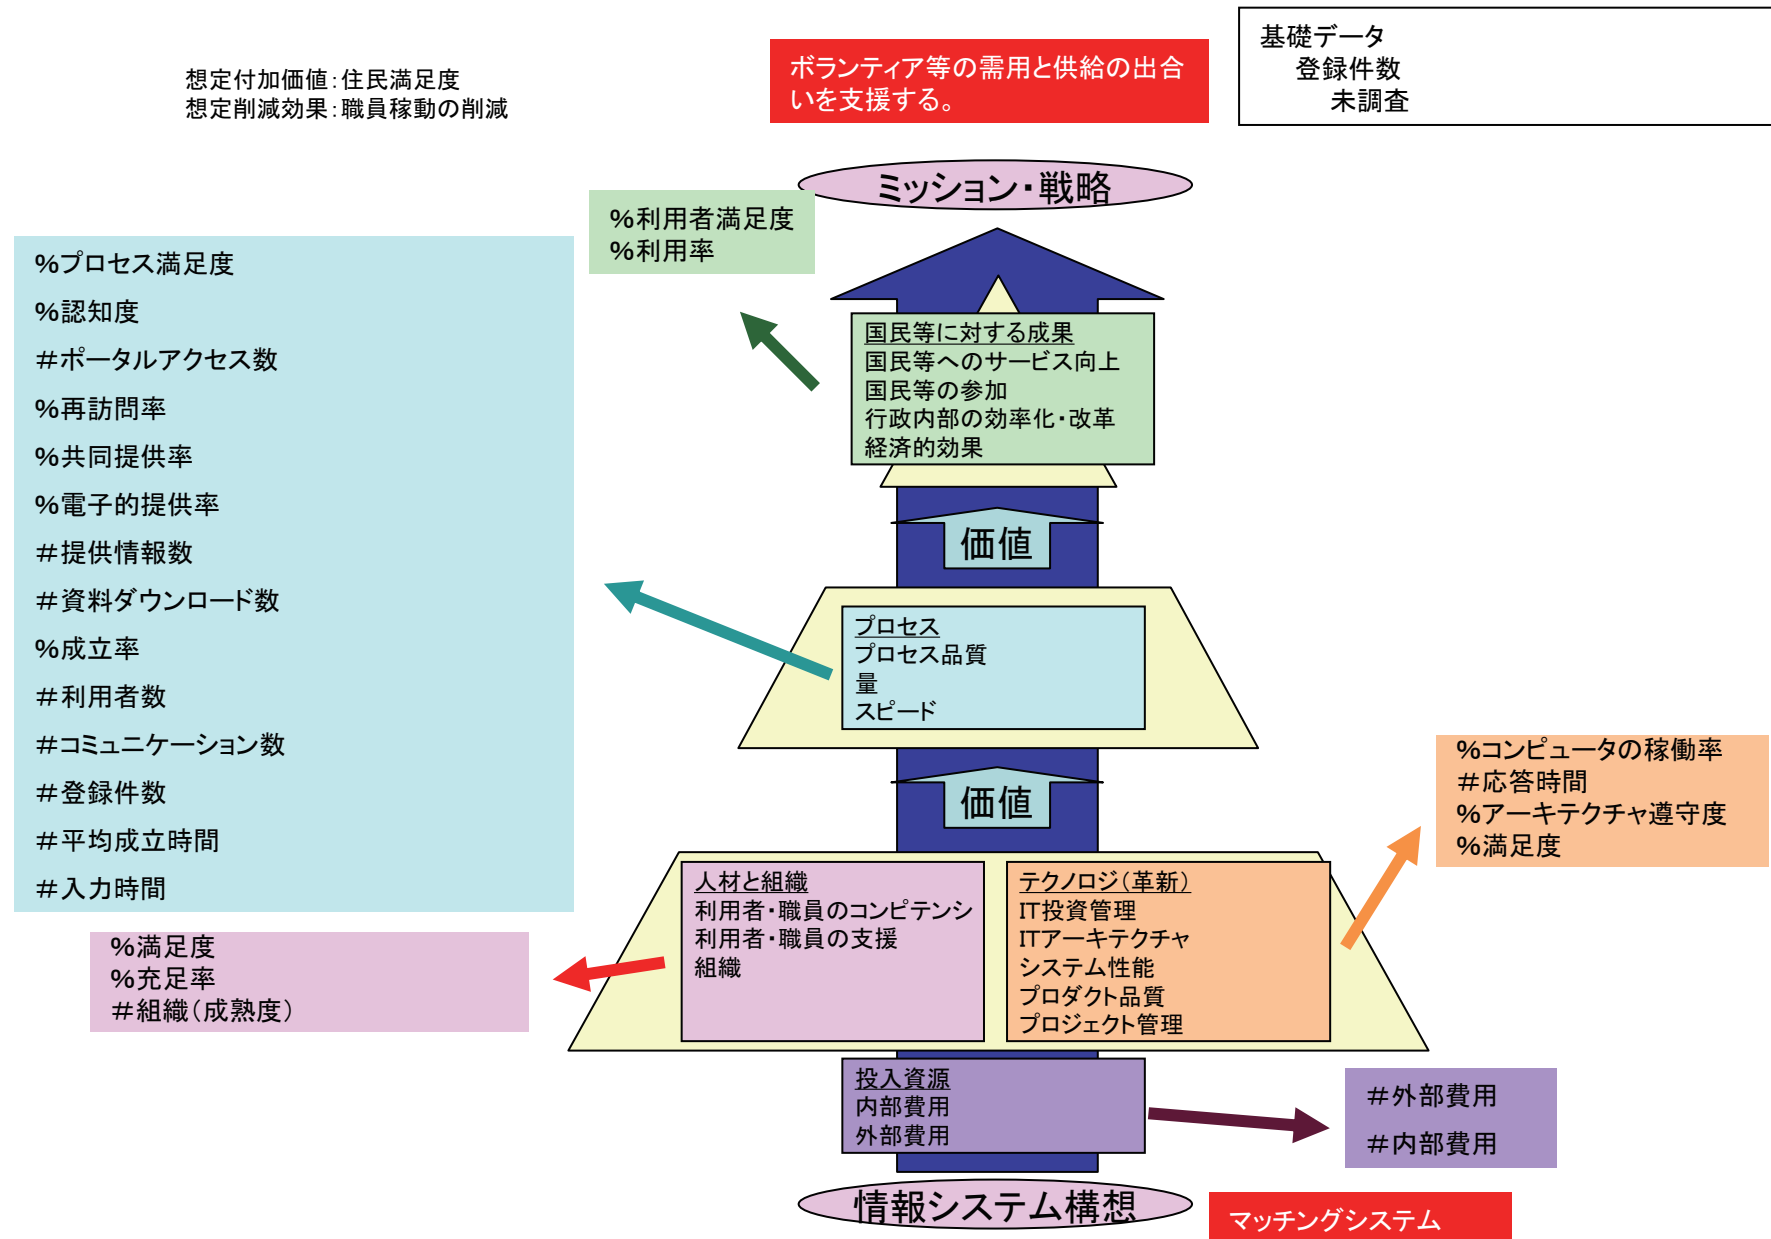 想定付加価値：住民満足度
想定削減効果：職員稼動の削減
ボランティア等の需用と供給の出合
いを支援する。
基礎データ
登録件数
未調査
ミッション・戦略
%利用者満足度
%利用率
%プロセス満足度
%認知度
＃ポータルアクセス数
%再訪問率
%共同提供率
%電子的提供率
＃提供情報数
＃資料ダウンロード数
%成立率
＃利用者数
＃コミュニケーション数
＃登録件数
＃平均成立時間
＃入力時間
国民等に対する成果
国民等へのサービス向上
国民等の参加
行政内部の効率化・改革
経済的効果
価値
プロセス
プロセス品質
量
スピード
価値
%コンピュータの稼働率
＃応答時間
%アーキテクチャ遵守度
%満足度
人材と組織
利用者・職員のコンピテンシ
利用者・職員の支援
組織
テクノロジ（革新）
IT投資管理
ITアーキテクチャ
システム性能
プロダクト品質
プロジェクト管理
%満足度
%充足率
＃組織（成熟度）
投入資源
内部費用
外部費用
＃外部費用
＃内部費用
情報システム構想
マッチングシステム